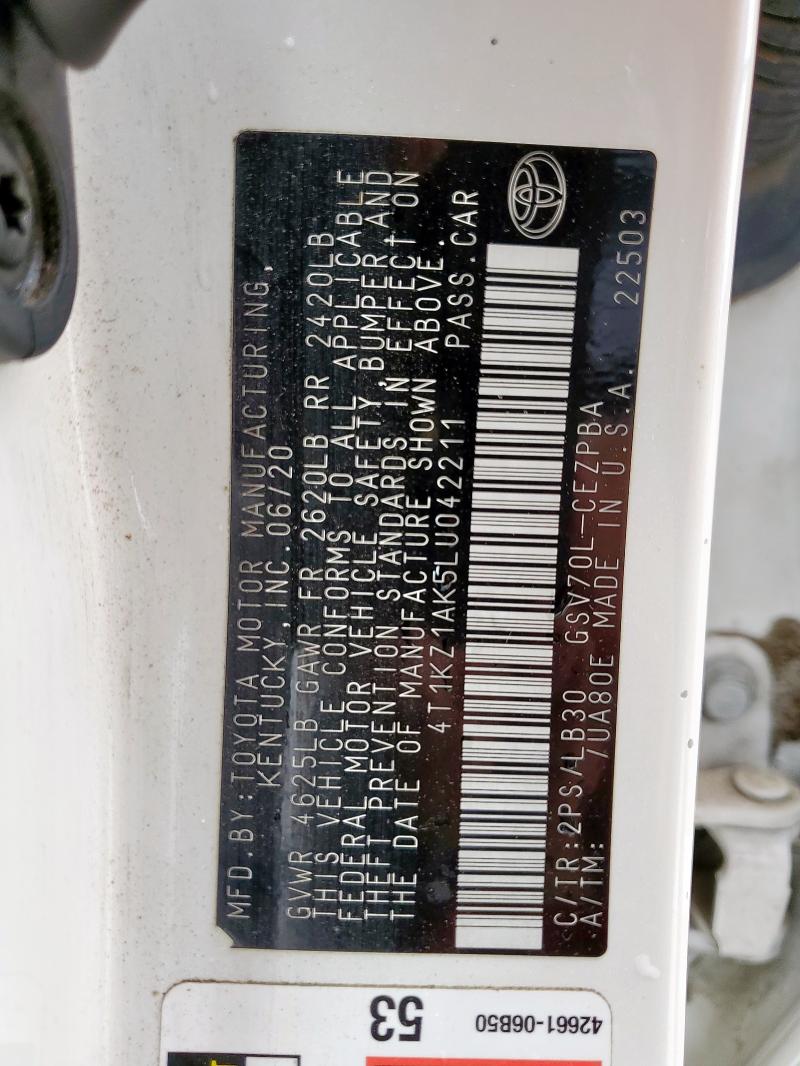 MFD.BY:TOYOTA MOTOR MANUFACTURING,
KENTUCKY,INC. 06/20
GVWR 4625LB GAWR FR 2620LB RR 2420LB
THIS VEHICLE CONFORMS TO ALL APPLICABLE
FEDERAL MOTOR VEHICLE SAFETY,BUMPER,AND
THEFT PREVENTION STANDARDS IN EFFECT ON
THE DATE OF MANUFACTURE SHOWN ABOVE.
4T1KZ1AK5LU042211 PASS.CAR
C/TR:2PS/LB30 GSV70L-CEZPBA
A/TM: /UA80E MADE IN U.S.A. 22503
53
42661-06B50